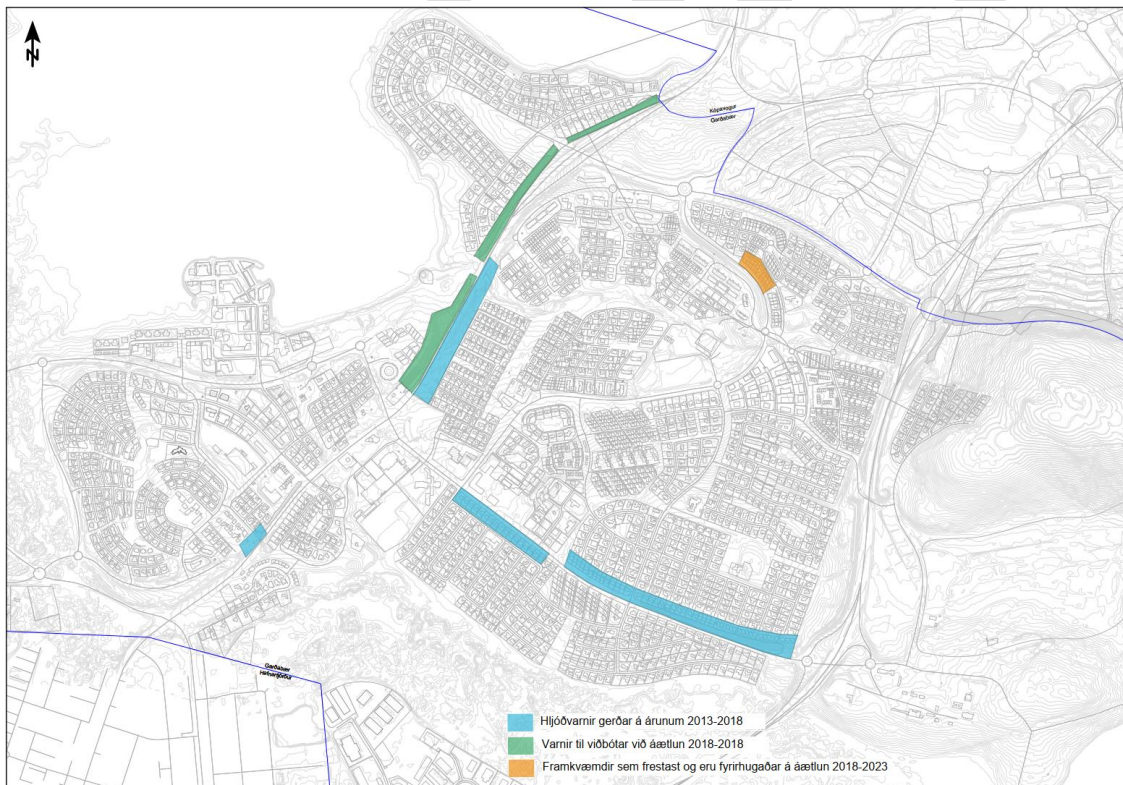 N
Kópavogur
Garðabær
Garðabær
Hafnarfjörður
Hljóðvarnir gerðar á árunum 2013-2018
Varnir til viðbótar við áætlun 2018-2018
Framkvæmdir sem frestast og eru fyrirhugaðar á áætlun 2018-2023